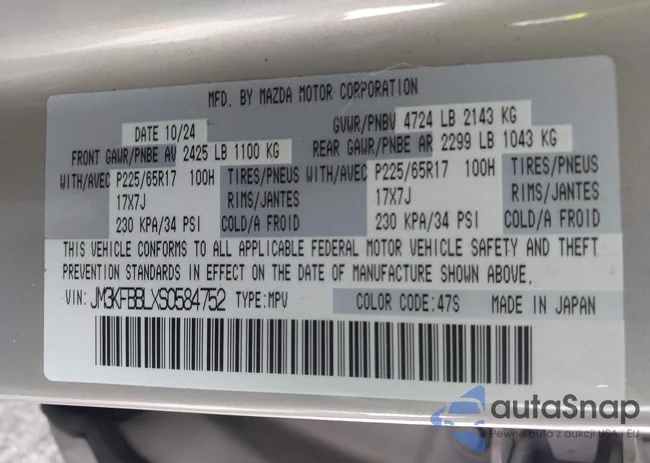 MFD. BY MAZDA MOTOR CORPORATION
DATE 10/24 GVWR/PNBV 4724 LB 2143 KG
FRONT GAWR/PNBE AV 2425 LB 1100 KG REAR GAWR/PNBE AR 2299 LB 1043 KG
WITH/AVEC P225/65R17 100H TIRES/PNEUS WITH/AVEC P225/65R17 100H TIRES/PNEUS
17X7J RIMS/JANTES 17X7J RIMS/JANTES
230 KPA/34 PSI COLD/A FROID 230 KPA/34 PSI COLD/A FROID
THIS VEHICLE CONFORMS TO ALL APPLICABLE FEDERAL MOTOR VEHICLE SAFETY AND THEFT
PREVENTION STANDARDS IN EFFECT ON THE DATE OF MANUFACTURE SHOWN ABOVE.
VIN: JM3KFBBLXS0584752 TYPE:MPV COLOR CODE:47S MADE IN JAPAN
autaSnap
Pewne auta z aukcji USA i EU